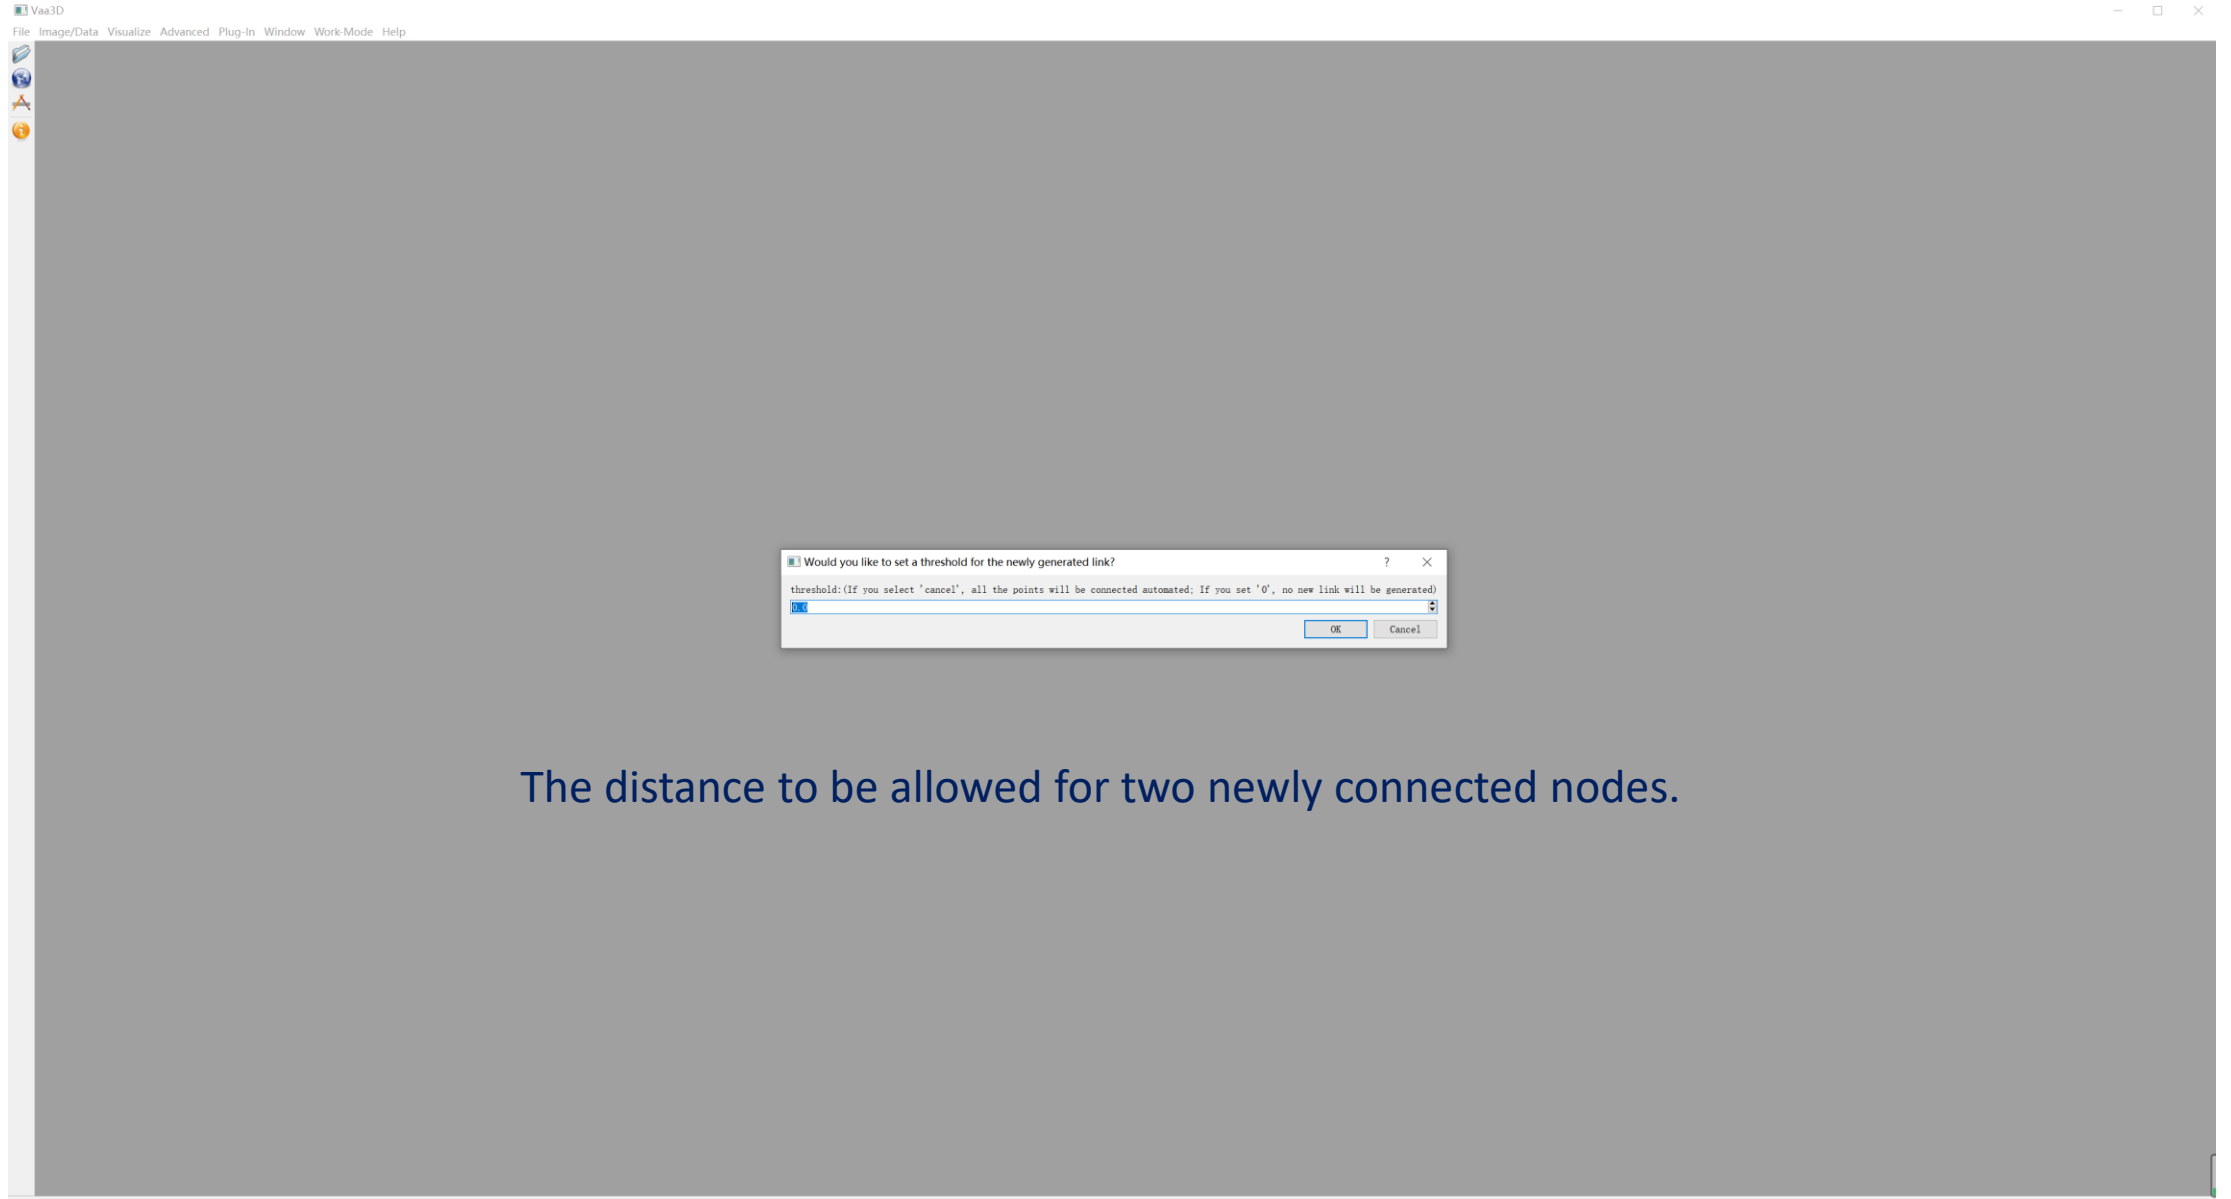 Vaa3D
File Image/Data Visualize Advanced Plug-In Window Work-Mode Help
Would you like to set a threshold for the newly generated link?
threshold:(If you select 'cancel', all the points will be connected automated; If you set '0', no new link will be generated)
0.0
OK Cancel
The distance to be allowed for two newly connected nodes.